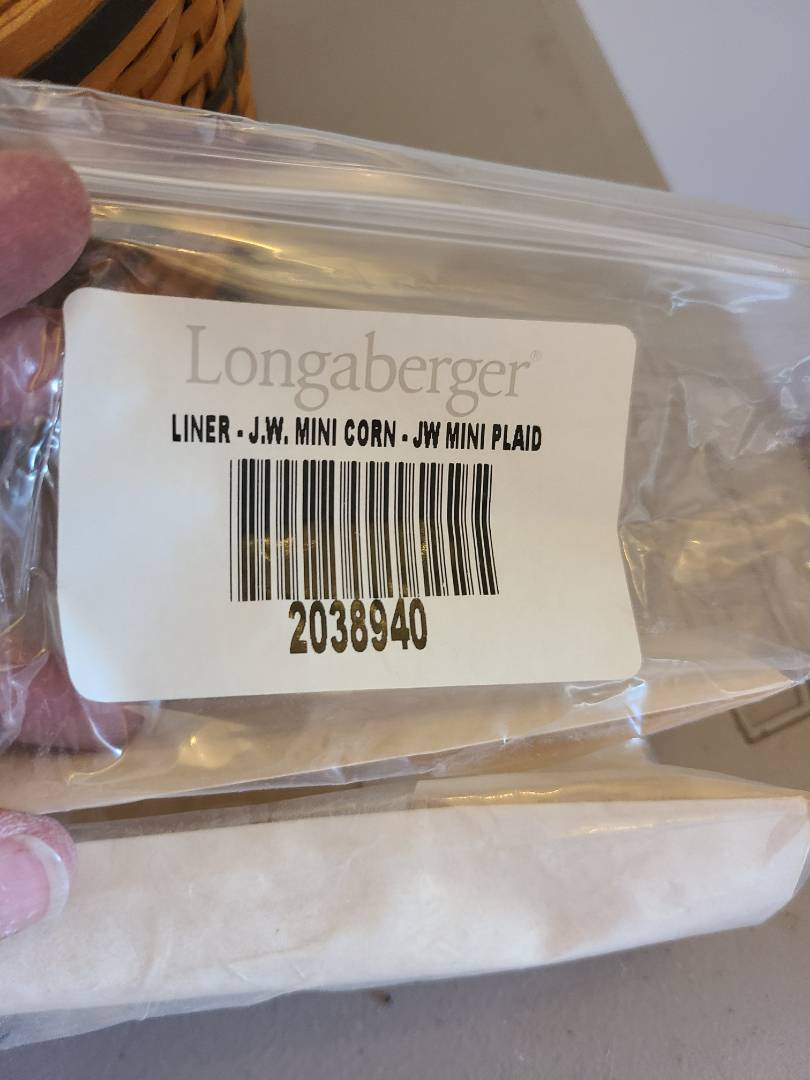 Longaberger®
LINER - J.W. MINI CORN - JW MINI PLAID
2038940